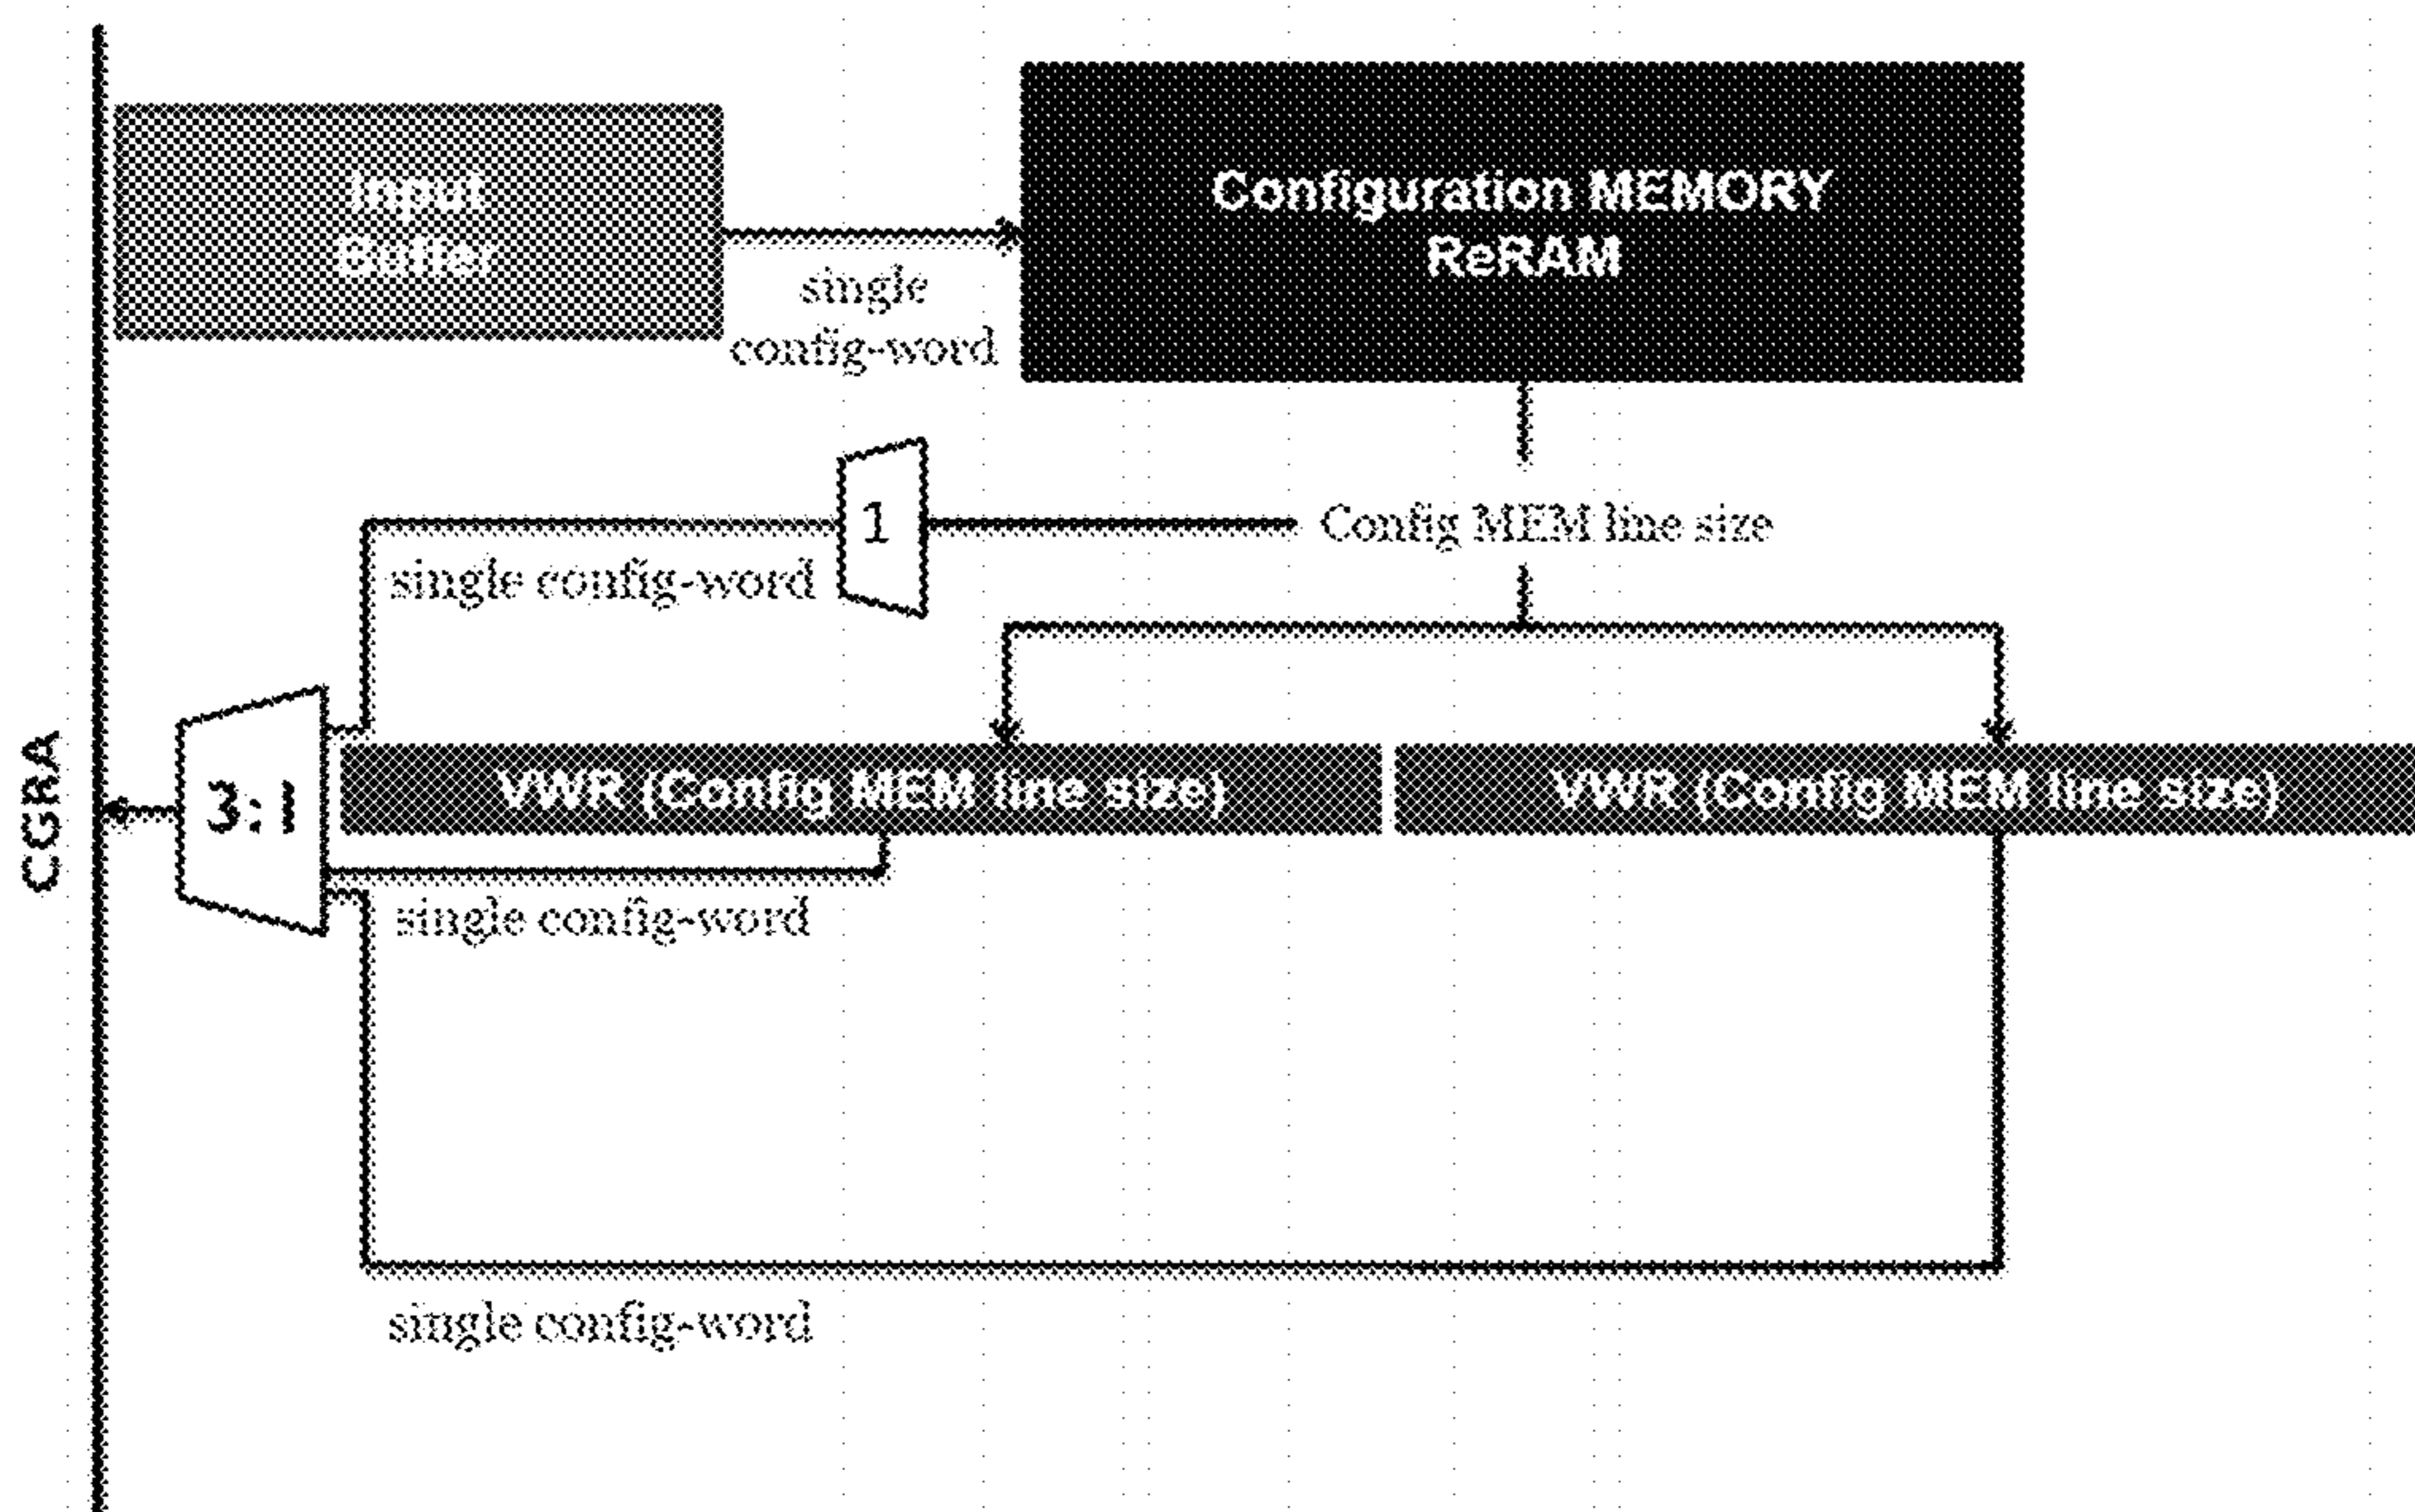 Input
Buffer
Configuration MEMORY
ReRAM
single
config-word
1
Config MEM line size
single config-word
CGRA
3:1
VWR (Config MEM line size)
VWR (Config MEM line size)
single config-word
single config-word